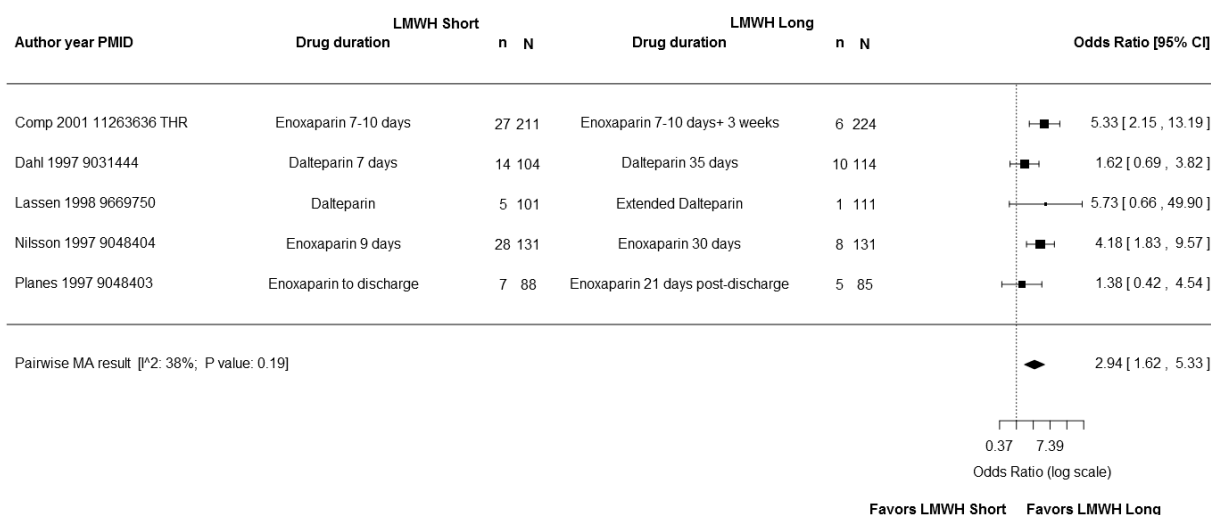 LMWH Short LMWH Long
Author year PMID Drug duration n N Drug duration n N Odds Ratio [95% CI]
Comp 2001 11263636 THR Enoxaparin 7-10 days 27 211 Enoxaparin 7-10 days+ 3 weeks 6 224 5.33 [ 2.15 , 13.19 ]
Dahl 1997 9031444 Dalteparin 7 days 14 104 Dalteparin 35 days 10 114 1.62 [ 0.69 , 3.82 ]
Lassen 1998 9669750 Dalteparin 5 101 Extended Dalteparin 1 111 5.73 [ 0.66 , 49.90 ]
Nilsson 1997 9048404 Enoxaparin 9 days 28 131 Enoxaparin 30 days 8 131 4.18 [ 1.83 , 9.57 ]
Planes 1997 9048403 Enoxaparin to discharge 7 88 Enoxaparin 21 days post-discharge 5 85 1.38 [ 0.42 , 4.54 ]
Pairwise MA result [I^2: 38%; P value: 0.19] 2.94 [ 1.62 , 5.33 ]
0.37 7.39
Odds Ratio (log scale)
Favors LMWH Short Favors LMWH Long